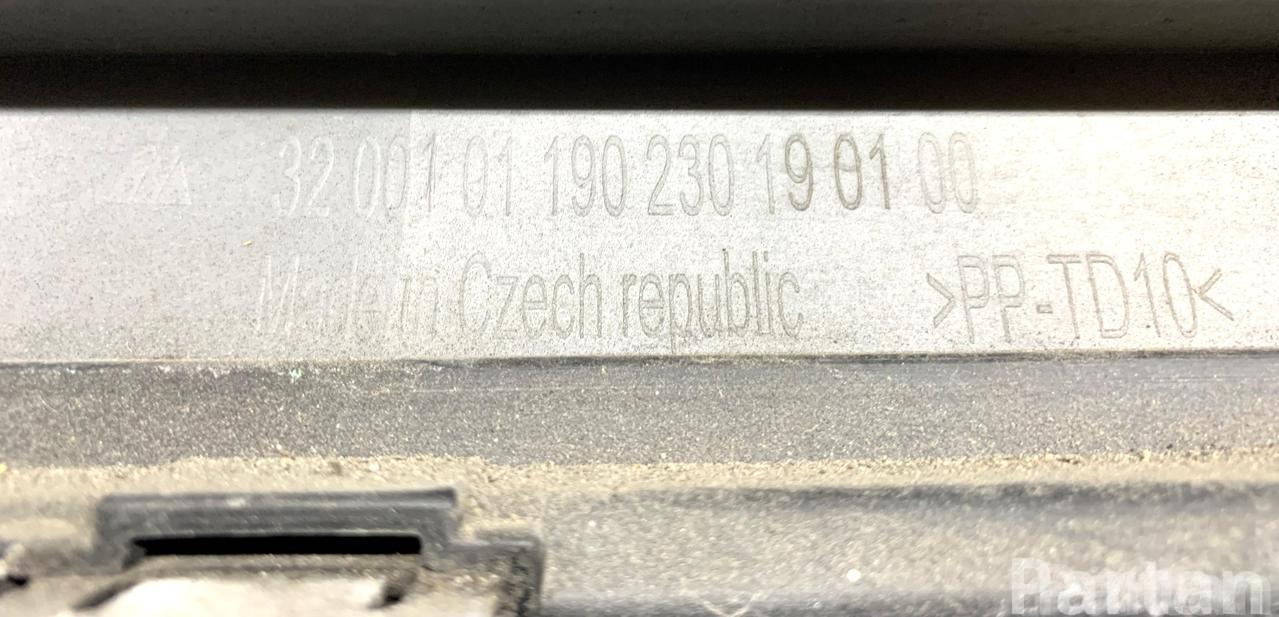 32 001 01 190 230 19 01 00
Made in Czech republic >PP-TD10<
Partan